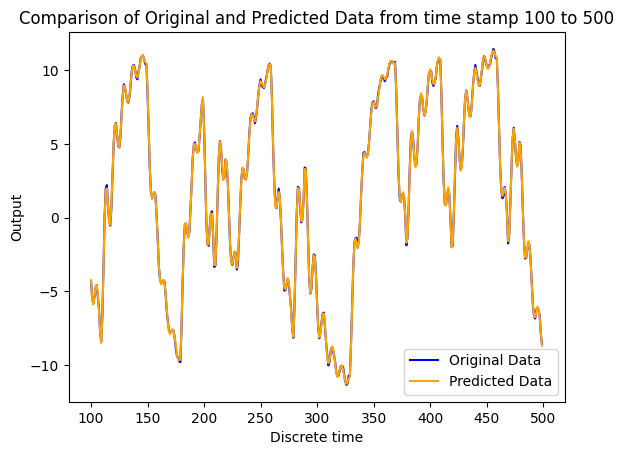 Comparison of Original and Predicted Data from time stamp 100 to 500
10
5
0
−5
−10
Output
100 150 200 250 300 350 400 450 500
Discrete time
Original Data
Predicted Data